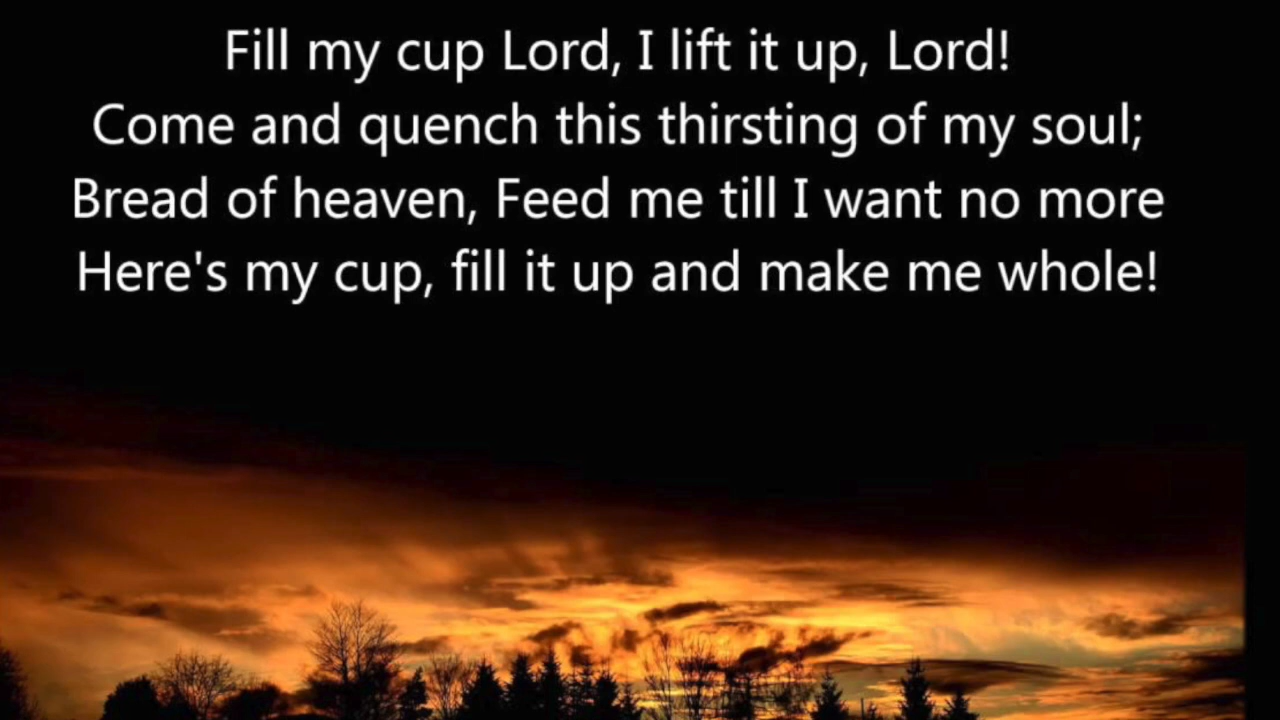 Fill my cup Lord, I lift it up, Lord!
Come and quench this thirsting of my soul;
Bread of heaven, Feed me till I want no more
Here's my cup, fill it up and make me whole!